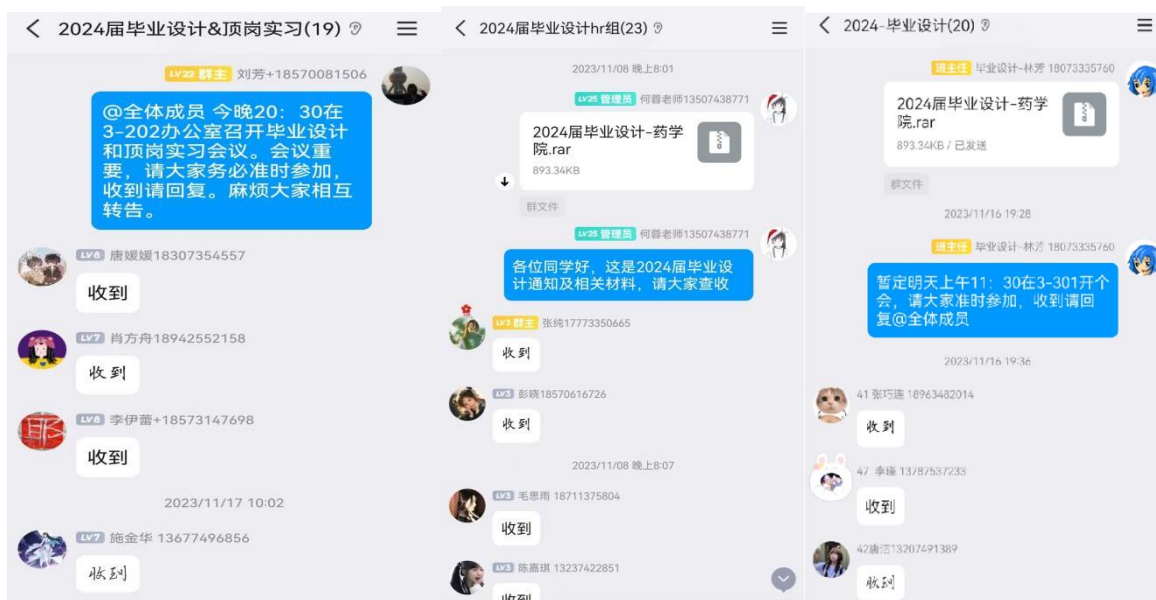 2024届毕业设计&顶岗实习(19)
LV22 群主 刘芳+18570081506
@全体成员 今晚20：30在
3-202办公室召开毕业设计
和顶岗实习会议。会议重
要，请大家务必准时参加，
收到请回复。麻烦大家相互
转告。
LV6 唐媛媛18307354557
收到
LV7 肖方舟18942552158
收到
LV6 李伊蕾+18573147698
收到
2023/11/17 10:02
LV7 施金华 13677496856
收到
2024届毕业设计hr组(23)
2023/11/08 晚上8:01
LV25 管理员 何蓉老师13507438771
2024届毕业设计-药学
院.rar
893.34KB
群文件
LV25 管理员 何蓉老师13507438771
各位同学好，这是2024届毕业设
计通知及相关材料，请大家查收
LV3 群主 张纯17773350665
收到
LV3 彭晓18570616726
收到
2023/11/08 晚上8:07
LV3 毛思雨 18711375804
收到
LV3 陈嘉琪 13237422851
收到
2024-毕业设计(20)
班主任 毕业设计-林芳 18073335760
2024届毕业设计-药学
院.rar
893.34KB / 已发送
群文件
2023/11/16 19:28
班主任 毕业设计-林芳 18073335760
暂定明天上午11：30在3-301开个
会，请大家准时参加，收到请回
复@全体成员
2023/11/16 19:36
41 张巧莲 18963482014
收到
47 李瑾 13787537233
收到
42唐洁13207491389
收到